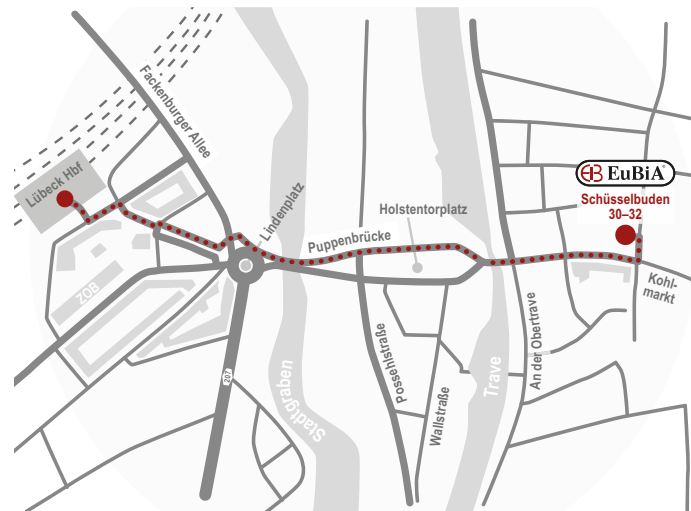 Fackenburger Allee
Lübeck Hbf
EB EuBiA®
Schüsselbuden
30–32
Lindenplatz
Holstentorplatz
Puppenbrücke
ZOB
Kohl-
markt
An der Obertrave
Possehlstraße
Trave
207
Stadtgraben
Wallstraße